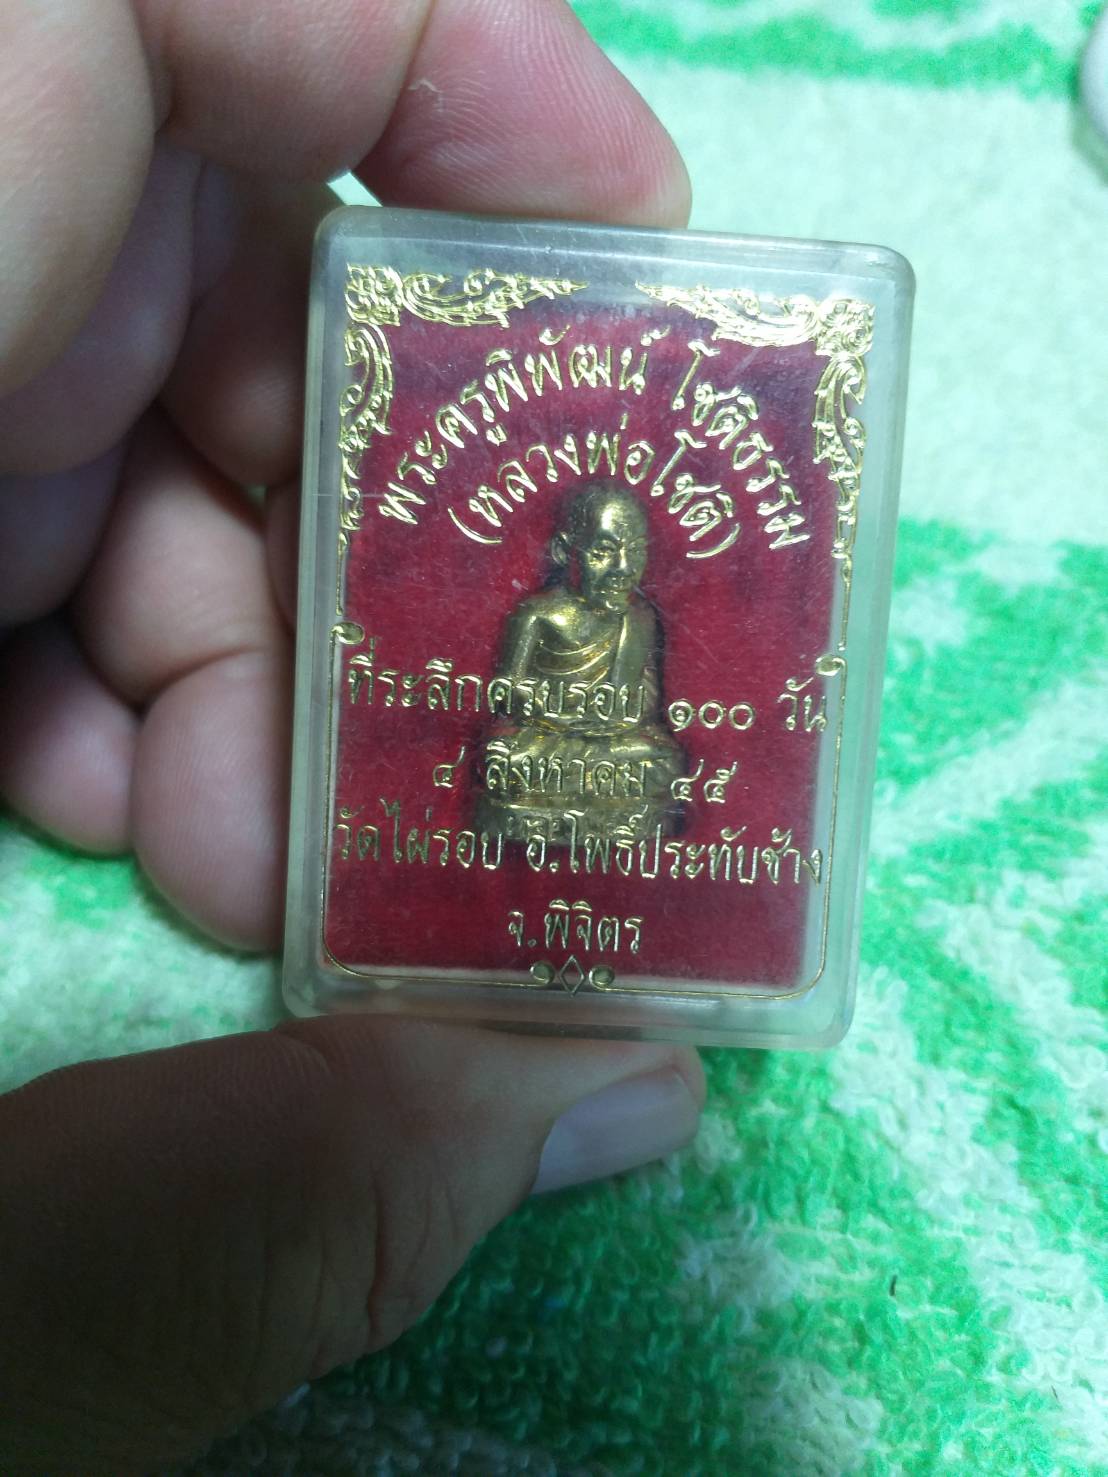 พระครูพิพัฒน์ โชติธรรม
(หลวงพ่อโชติ)
ที่ระลึกครบรอบ ๑๐๐ วัน
๔ สิงหาคม ๔๕
วัดไผ่รอบ อ.โพธิ์ประทับช้าง
จ.พิจิตร